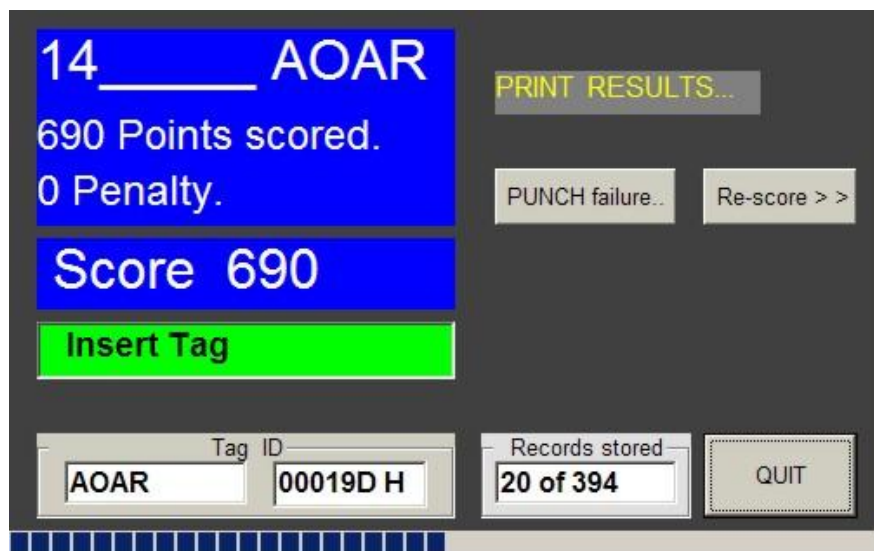 14_____ AOAR
690 Points scored.
0 Penalty.
Score 690
Insert Tag
PRINT RESULTS...
PUNCH failure..
Re-score > >
Tag ID
AOAR
00019D H
Records stored
20 of 394
QUIT